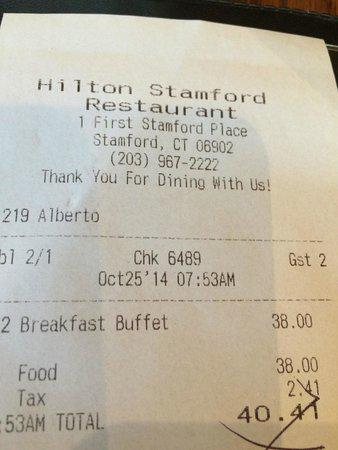 Hilton Stamford
Restaurant
1 First Stamford Place
Stamford, CT 06902
(203) 967-2222
Thank You For Dining With Us!
219 Alberto
bl 2/1 Chk 6489 Gst 2
Oct25'14 07:53AM
2 Breakfast Buffet 38.00
Food 38.00
Tax 2.41
:53AM TOTAL 40.41